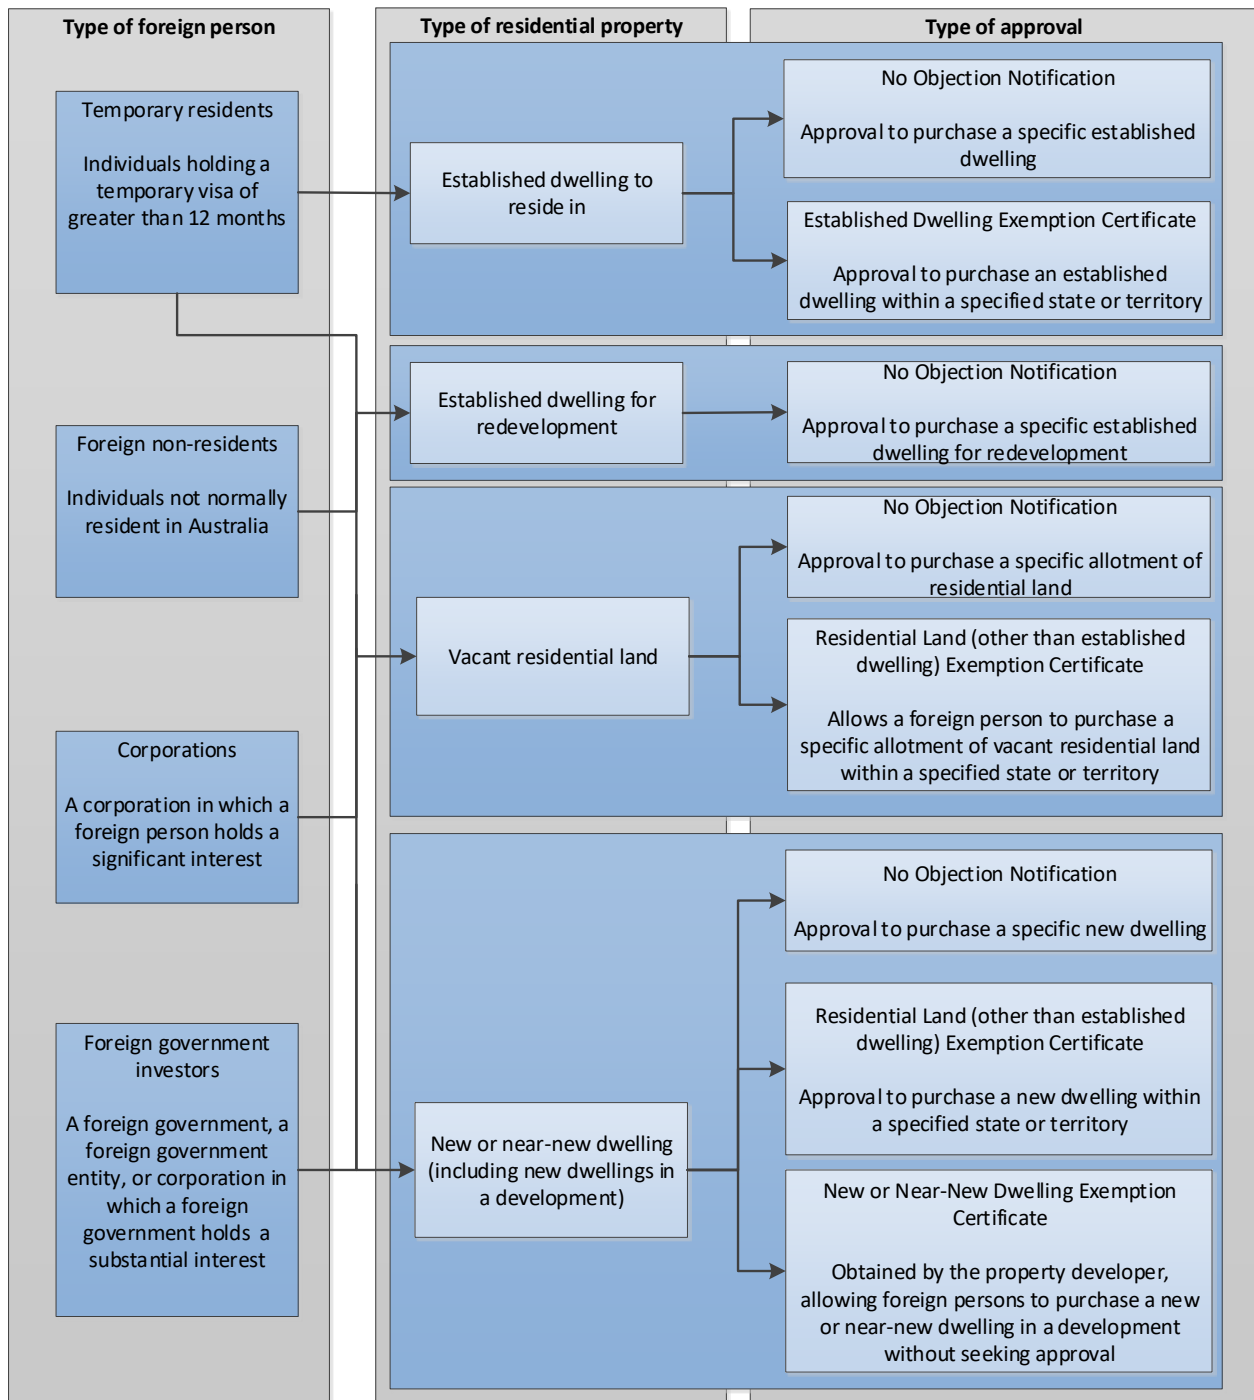 Type of foreign person
Type of residential property
Type of approval
Temporary residents
Individuals holding a
temporary visa of
greater than 12 months
Foreign non-residents
Individuals not normally
resident in Australia
Corporations
A corporation in which a
foreign person holds a
significant interest
Foreign government
investors
A foreign government, a
foreign government
entity, or corporation in
which a foreign
government holds a
substantial interest
Established dwelling to
reside in
No Objection Notification
Approval to purchase a specific established
dwelling
Established Dwelling Exemption Certificate
Approval to purchase an established
dwelling within a specified state or territory
Established dwelling for
redevelopment
No Objection Notification
Approval to purchase a specific established
dwelling for redevelopment
Vacant residential land
No Objection Notification
Approval to purchase a specific allotment of
residential land
Residential Land (other than established
dwelling) Exemption Certificate
Allows a foreign person to purchase a
specific allotment of vacant residential land
within a specified state or territory
New or near-new dwelling
(including new dwellings in
a development)
No Objection Notification
Approval to purchase a specific new dwelling
Residential Land (other than established
dwelling) Exemption Certificate
Approval to purchase a new dwelling within
a specified state or territory
New or Near-New Dwelling Exemption
Certificate
Obtained by the property developer,
allowing foreign persons to purchase a new
or near-new dwelling in a development
without seeking approval